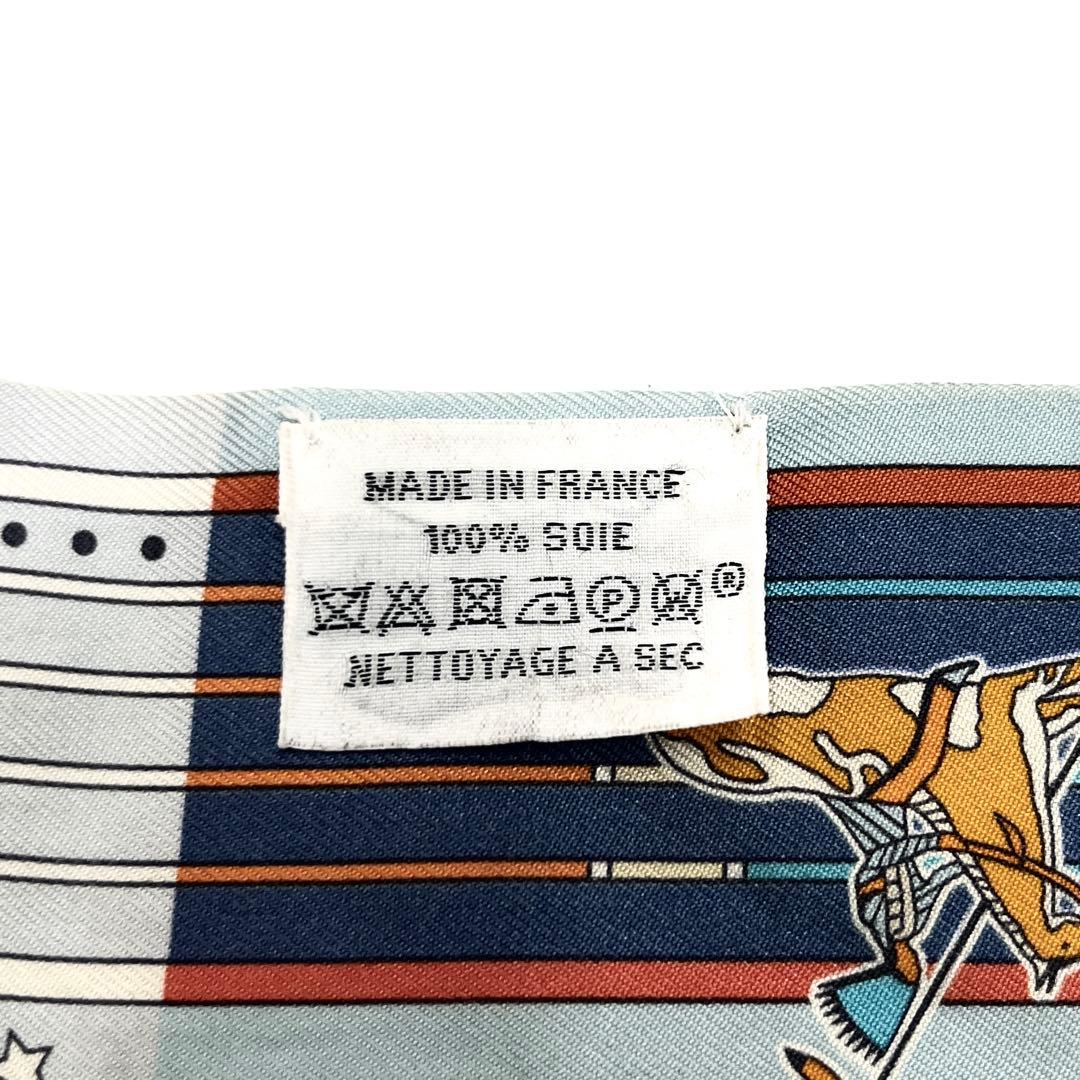 MADE IN FRANCE
100% SOIE
P ®
NETTOYAGE A SEC